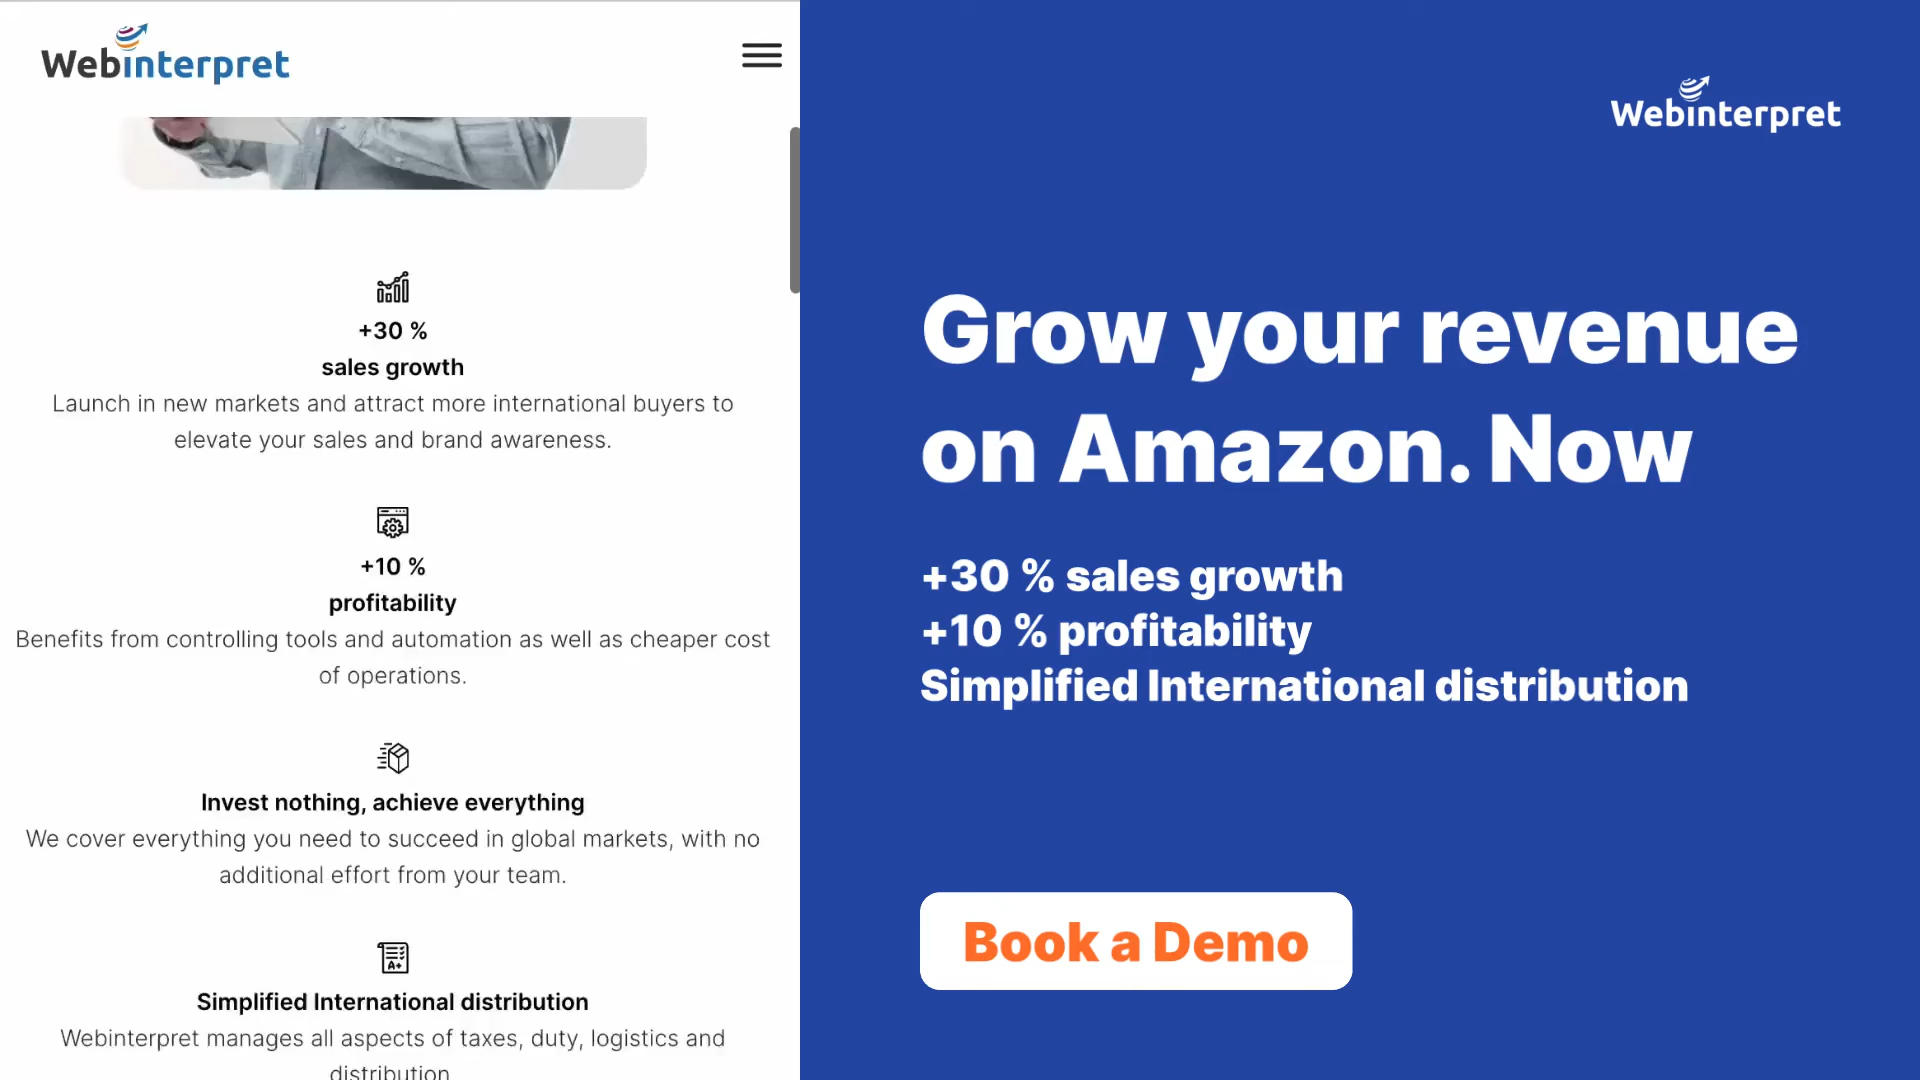 Webinterpret
+30 %
sales growth
Launch in new markets and attract more international buyers to
elevate your sales and brand awareness.
+10 %
profitability
Benefits from controlling tools and automation as well as cheaper cost
of operations.
Invest nothing, achieve everything
We cover everything you need to succeed in global markets, with no
additional effort from your team.
A+
Simplified International distribution
Webinterpret manages all aspects of taxes, duty, logistics and
distribution
Webinterpret
Grow your revenue
on Amazon. Now
+30 % sales growth
+10 % profitability
Simplified International distribution
Book a Demo